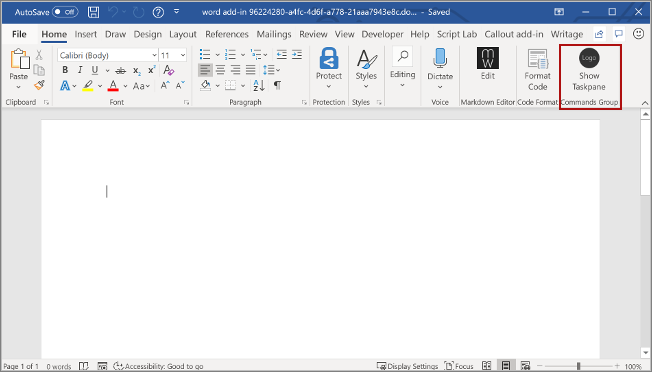 AutoSave Off word add-in 96224280-a4fc-4d6f-a778-21aaa7943e8c.do... - Saved
File Home Insert Draw Design Layout References Mailings Review View Developer Help Script Lab Callout add-in Writage
Calibri (Body) 11
Logo
Paste Protect Styles Editing Dictate Edit Format Code Show Taskpane
B I U ab x₂ x² A
A A Aa A A
Clipboard Font Paragraph Protection Styles Voice Markdown Editor Code Format Commands Group
Page 1 of 1 0 words Accessibility: Good to go Display Settings Focus 100%